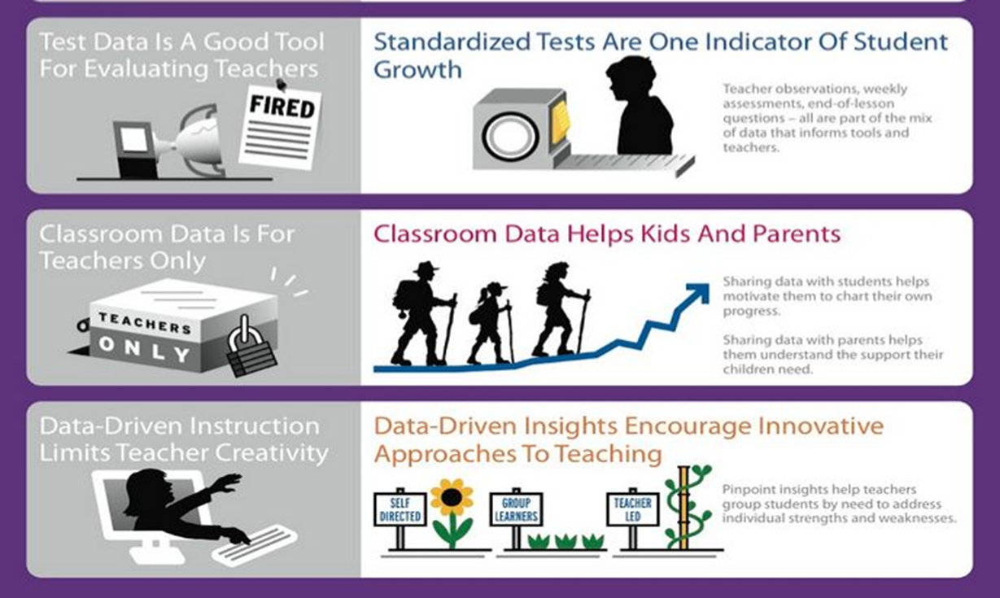 Test Data Is A Good Tool
For Evaluating Teachers
FIRED
Standardized Tests Are One Indicator Of Student
Growth
Teacher observations, weekly
assessments, end-of-lesson
questions – all are part of the mix
of data that informs tools and
teachers.
Classroom Data Is For
Teachers Only
TEACHERS
ONLY
Classroom Data Helps Kids And Parents
Sharing data with students helps
motivate them to chart their own
progress.
Sharing data with parents helps
them understand the support their
children need.
Data-Driven Instruction
Limits Teacher Creativity
Data-Driven Insights Encourage Innovative
Approaches To Teaching
SELF
DIRECTED
GROUP
LEARNERS
TEACHER
LED
Pinpoint insights help teachers
group students by need to address
individual strengths and weaknesses.